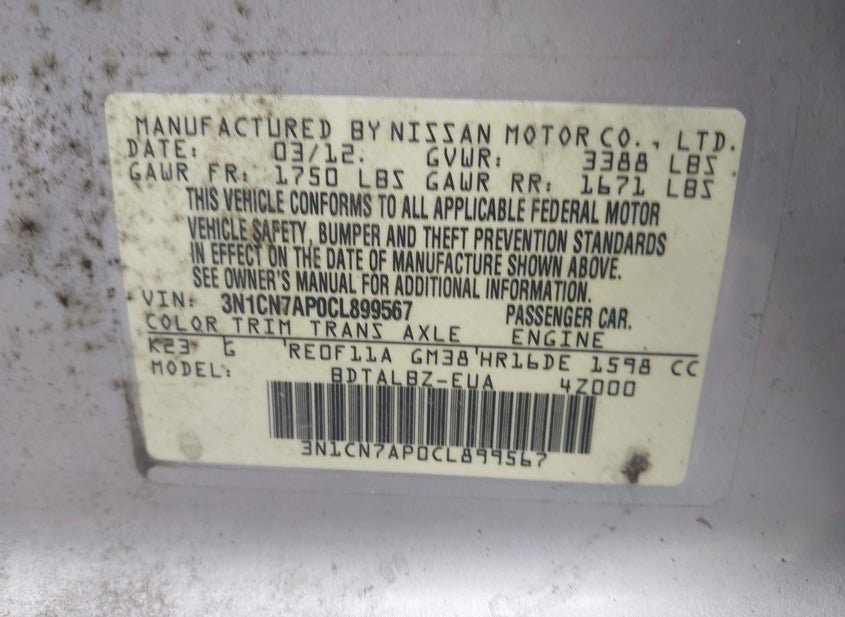 MANUFACTURED BY NISSAN MOTOR CO., LTD.
DATE: 03/12. GVWR: 3388 LBS
GAWR FR: 1750 LBS GAWR RR: 1671 LBS
THIS VEHICLE CONFORMS TO ALL APPLICABLE FEDERAL MOTOR
VEHICLE SAFETY, BUMPER AND THEFT PREVENTION STANDARDS
IN EFFECT ON THE DATE OF MANUFACTURE SHOWN ABOVE.
SEE OWNER'S MANUAL FOR ADDITIONAL INFORMATION.
VIN: 3N1CN7AP0CL899567 PASSENGER CAR.
COLOR TRIM TRANS AXLE ENGINE
K23 G RE0F11A GM38 HR16DE 1598 CC
MODEL: BDTALBZ-EUA 4Z000
3N1CN7AP0CL899567